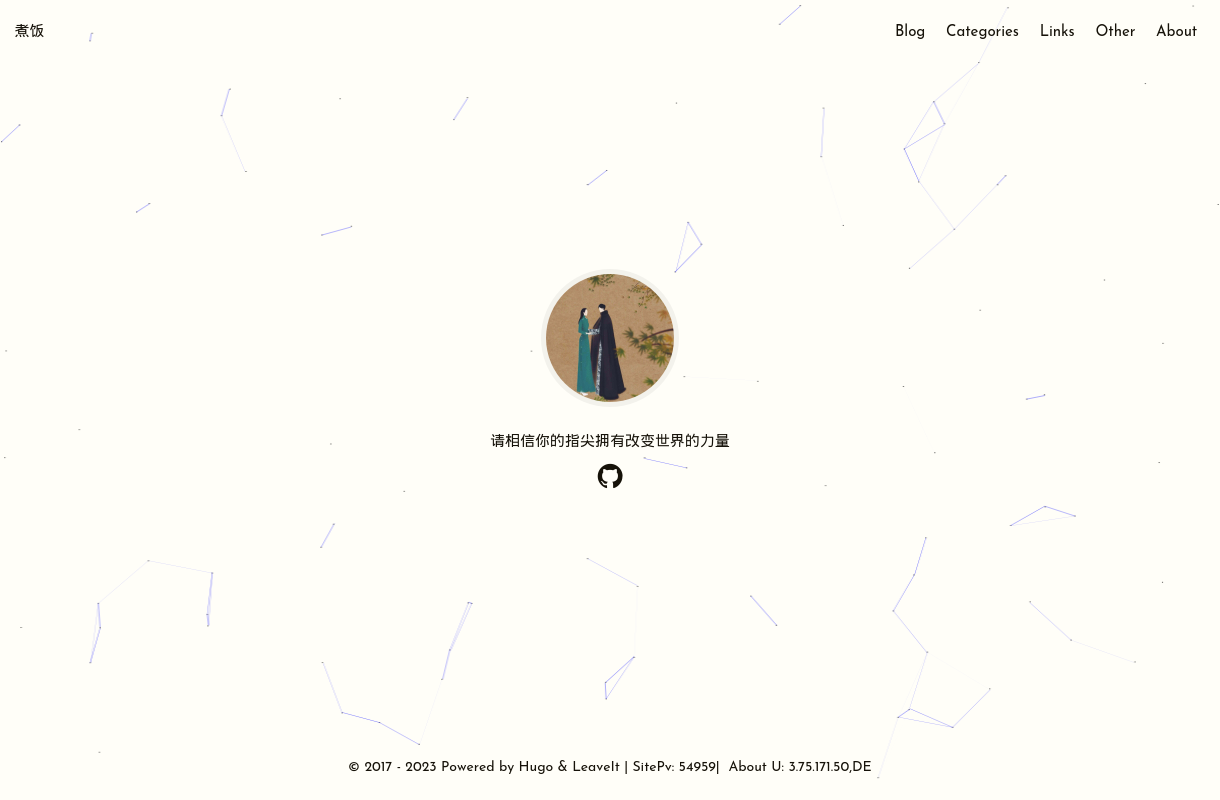 煮饭
Blog Categories Links Other About
请相信你的指尖拥有改变世界的力量
© 2017 - 2023 Powered by Hugo & LeaveIt | SitePv: 54959| About U: 3.75.171.50,DE